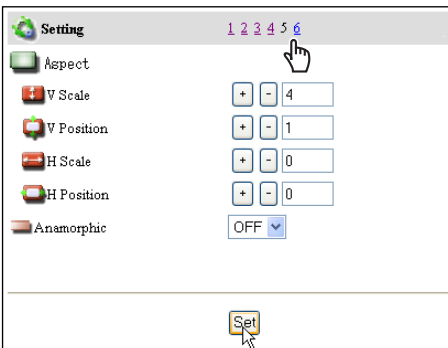 Setting 1 2 3 4 5 6
Aspect
V Scale + - 4
V Position + - 1
H Scale + - 0
H Position + - 0
Anamorphic OFF
Set